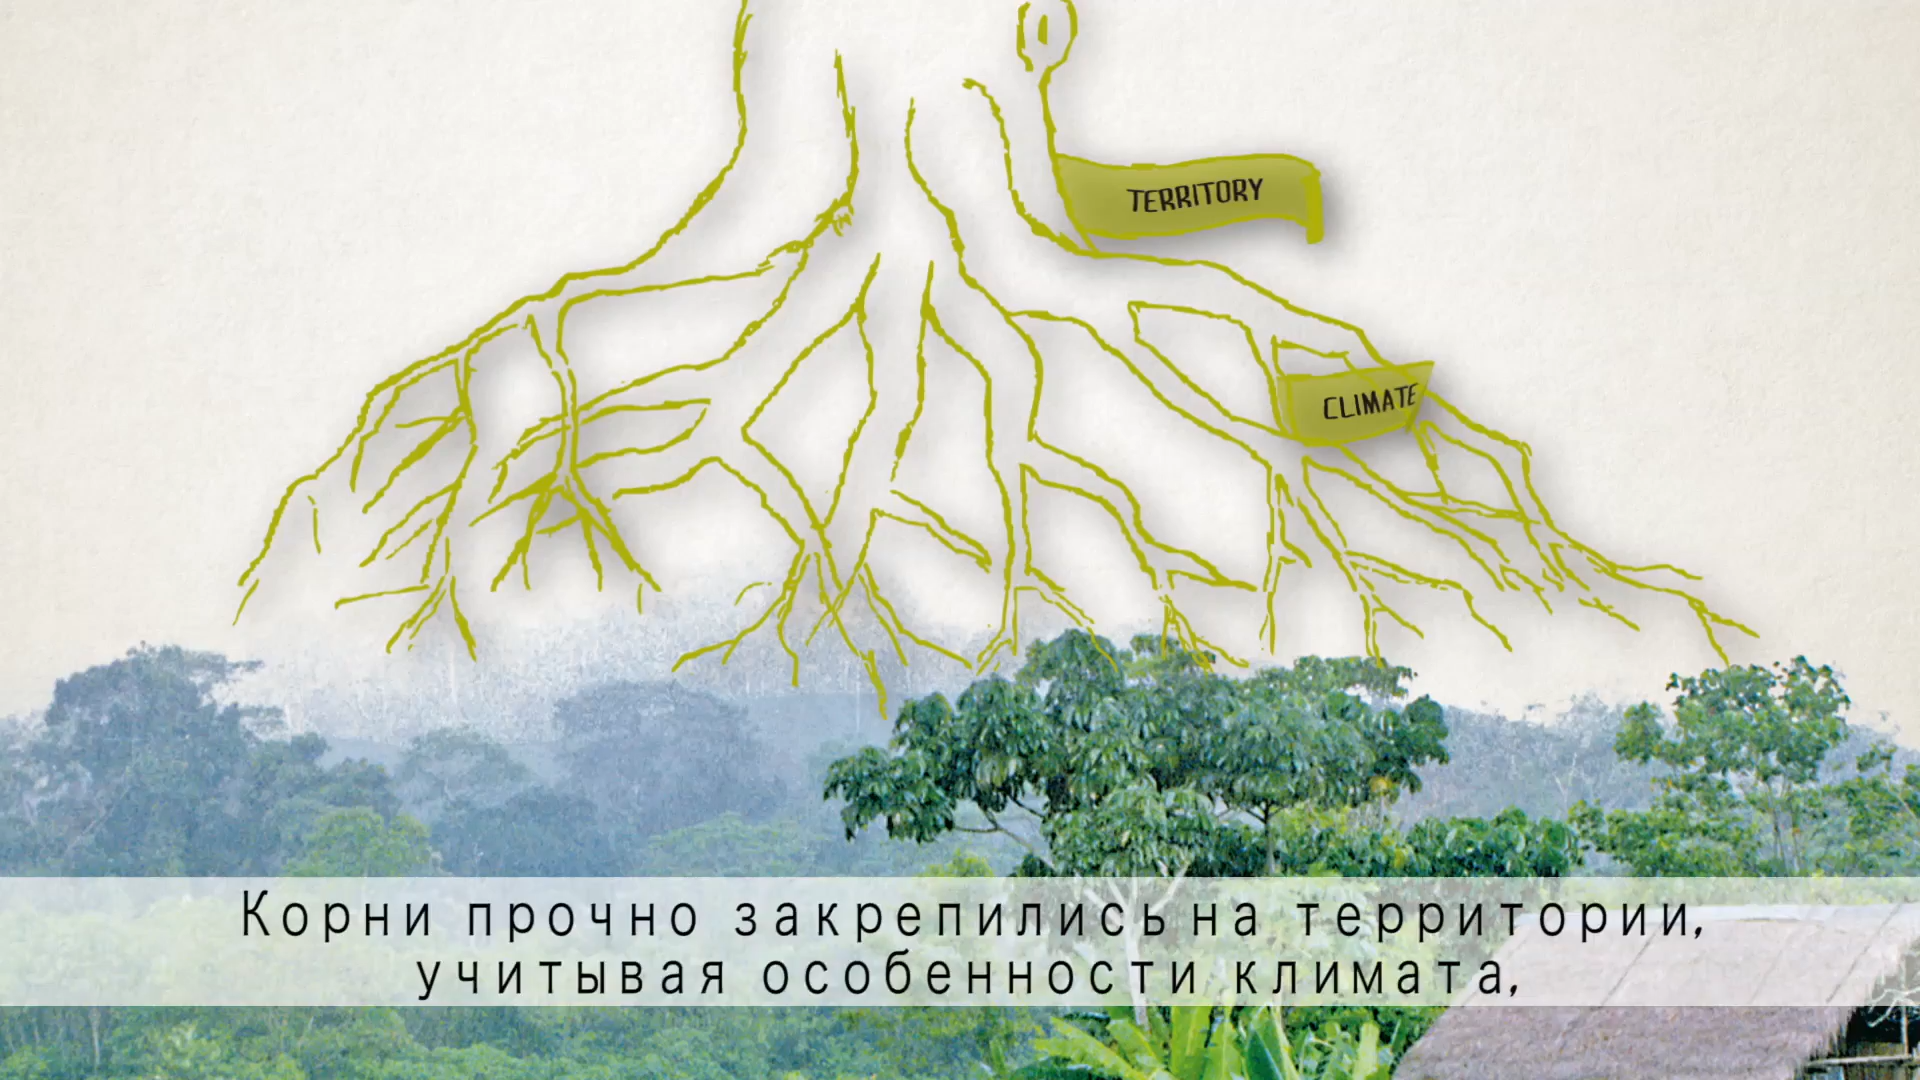 TERRITORY
CLIMATE
Корни прочно закрепились на территории,
учитывая особенности климата,